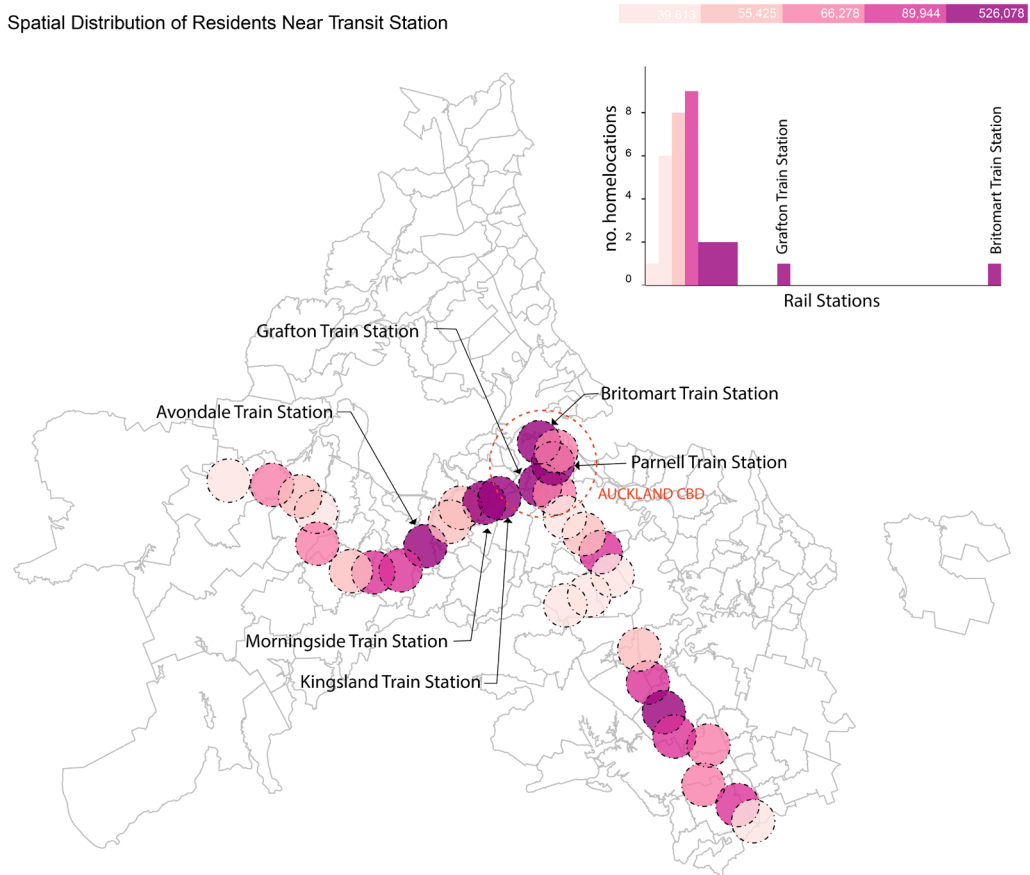 Spatial Distribution of Residents Near Transit Station
39,813 55,425 66,278 89,944 526,078
no. homelocations
8
6
4
2
0
Grafton Train Station
Britomart Train Station
Rail Stations
Grafton Train Station
Britomart Train Station
Avondale Train Station
Parnell Train Station
AUCKLAND CBD
Morningside Train Station
Kingsland Train Station